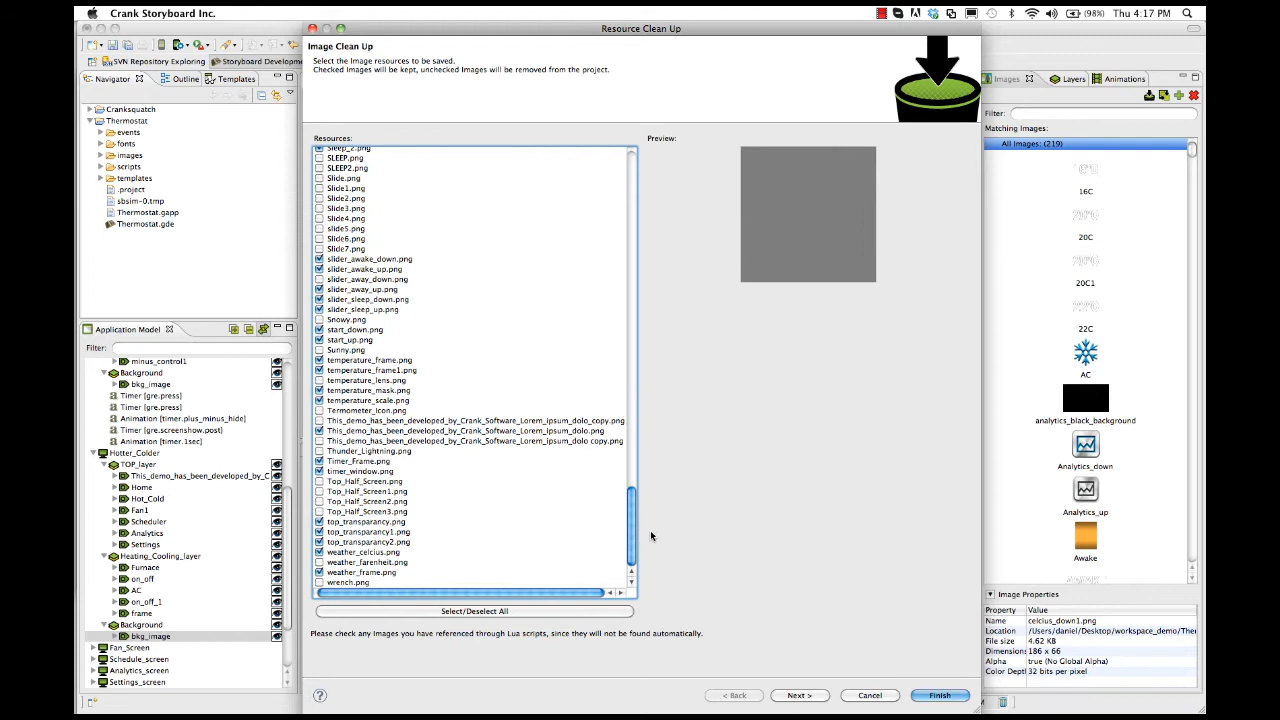 Crank Storyboard Inc.
(98%) Thu 4:17 PM
Resource Clean Up
SVN Repository Exploring
Storyboard Developme
Navigator
Outline
Templates
Cranksquatch
Thermostat
events
fonts
images
scripts
templates
.project
sbsim-0.tmp
Thermostat.gapp
Thermostat.gde
Application Model
Filter:
minus_control1
Background
bkg_image
Timer [gre.press]
Timer [gre.press]
Animation [timer.plus_minus_hide]
Timer [gre.screenshow.post]
Animation [timer.1sec]
Hotter_Colder
TOP_layer
This_demo_has_been_developed_by_C
Home
Hot_Cold
Fan1
Scheduler
Analytics
Settings
Heating_Cooling_layer
Furnace
on_off
AC
on_off_1
frame
Background
bkg_image
Fan_Screen
Schedule_screen
Analytics_screen
Settings_screen
Image Clean Up
Select the Image resources to be saved.
Checked Images will be kept, unchecked Images will be removed from the project.
Resources:
Preview:
Sleep_2.png
SLEEP.png
SLEEP2.png
Slide.png
Slide1.png
Slide2.png
Slide3.png
Slide4.png
slide5.png
Slide6.png
Slide7.png
slider_awake_down.png
slider_awake_up.png
slider_away_down.png
slider_away_up.png
slider_sleep_down.png
slider_sleep_up.png
Snowy.png
start_down.png
start_up.png
Sunny.png
temperature_frame.png
temperature_frame1.png
temperature_lens.png
temperature_mask.png
temperature_scale.png
Termometer_icon.png
This_demo_has_been_developed_by_Crank_Software_Lorem_ipsum_dolo_copy.png
This_demo_has_been_developed_by_Crank_Software_Lorem_ipsum_dolo.png
This_demo_has_been_developed_by_Crank_Software_Lorem_ipsum_dolo copy.png
Thunder_Lightning.png
Timer_Frame.png
timer_window.png
Top_Half_Screen.png
Top_Half_Screen1.png
Top_Half_Screen2.png
Top_Half_Screen3.png
top_transparancy.png
top_transparancy1.png
top_transparancy2.png
weather_celcius.png
weather_farenheit.png
weather_frame.png
wrench.png
Select/Deselect All
Please check any Images you have referenced through Lua scripts, since they will not be found automatically.
?
< Back
Next >
Cancel
Finish
Images
Layers
Animations
Filter:
Matching Images:
All Images: (219)
16C
20C
20C1
22C
AC
analytics_black_background
Analytics_down
Analytics_up
Awake
Image Properties
Property Value
Name celcius_down1.png
Location /Users/daniel/Desktop/workspace_demo/The
File size 4.62 KB
Dimensions 186 x 66
Alpha true (No Global Alpha)
Color Dept 32 bits per pixel